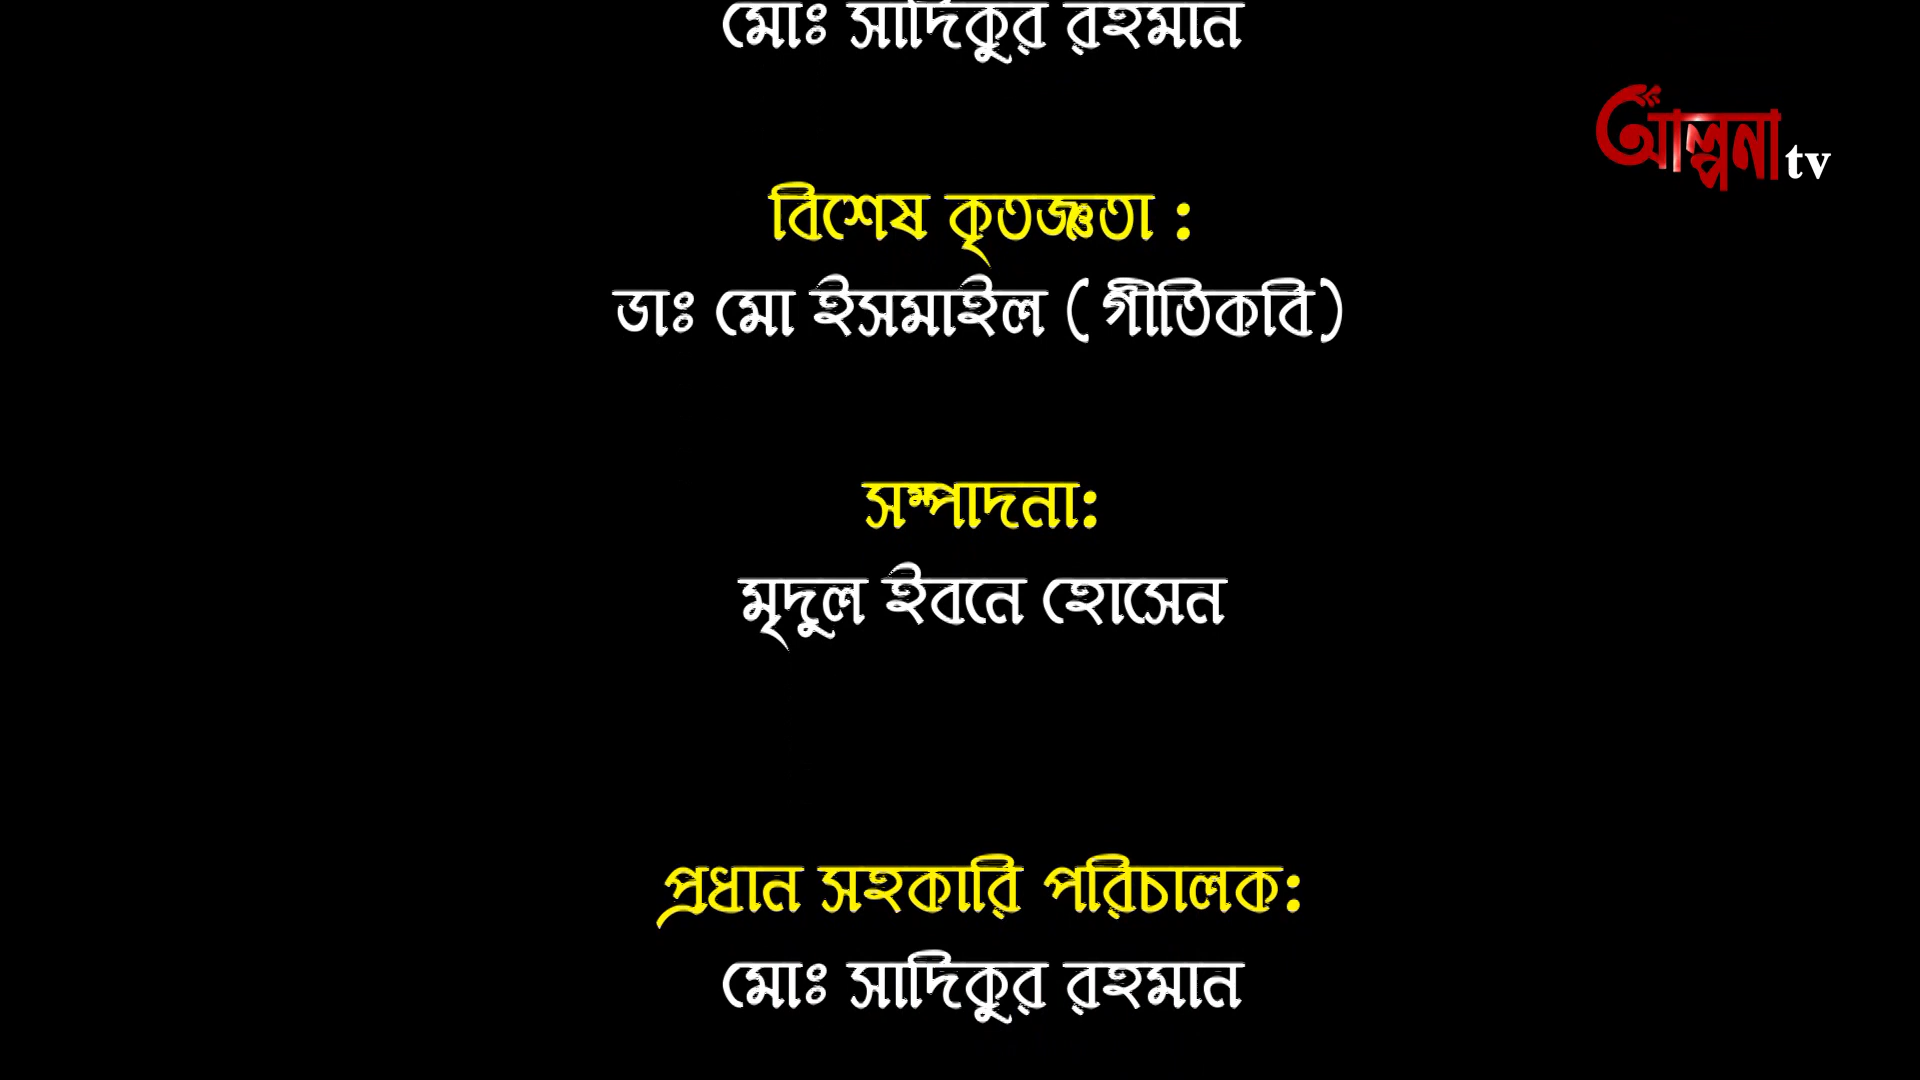 মোঃ সাদিকুর রহমান
আল্পনা tv
বিশেষ কৃতজ্ঞতা :
ডাঃ মো ইসমাইল ( গীতিকবি)
সম্পাদনা:
মৃদুল ইবনে হোসেন
প্রধান সহকারি পরিচালক:
মোঃ সাদিকুর রহমান